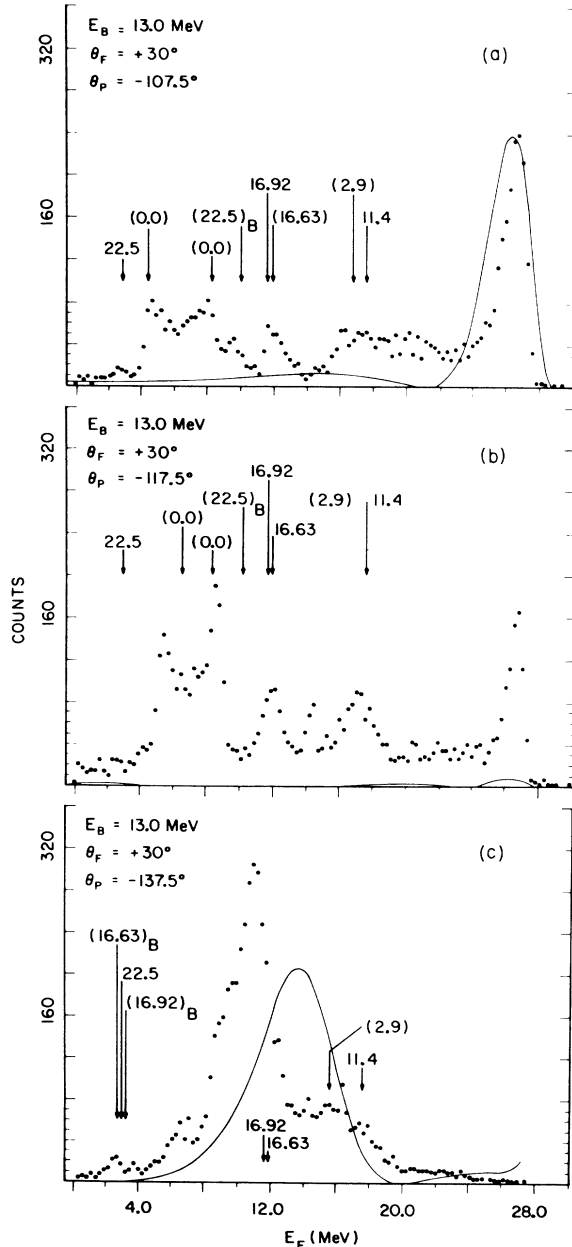 E_B = 13.0 MeV
θ_F = +30°
θ_P = -107.5°
(a)
320
160
22.5
(0.0)
(0.0)
(22.5)_B
16.92
(16.63)
(2.9)
11.4
E_B = 13.0 MeV
θ_F = +30°
θ_P = -117.5°
(b)
320
160
COUNTS
22.5
(0.0)
(0.0)
(22.5)_B
16.92
16.63
(2.9)
11.4
E_B = 13.0 MeV
θ_F = +30°
θ_P = -137.5°
(c)
320
160
(16.63)_B
22.5
(16.92)_B
16.92
16.63
(2.9)
11.4
4.0 12.0 20.0 28.0
E_F (MeV)